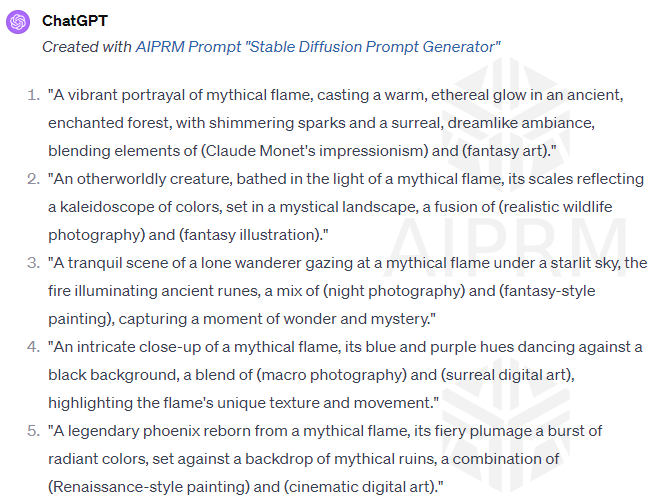 ChatGPT
Created with AIPRM Prompt "Stable Diffusion Prompt Generator"
1. "A vibrant portrayal of mythical flame, casting a warm, ethereal glow in an ancient,
enchanted forest, with shimmering sparks and a surreal, dreamlike ambiance,
blending elements of (Claude Monet's impressionism) and (fantasy art)."
2. "An otherworldly creature, bathed in the light of a mythical flame, its scales reflecting
a kaleidoscope of colors, set in a mystical landscape, a fusion of (realistic wildlife
photography) and (fantasy illustration)."
3. "A tranquil scene of a lone wanderer gazing at a mythical flame under a starlit sky, the
fire illuminating ancient runes, a mix of (night photography) and (fantasy-style
painting), capturing a moment of wonder and mystery."
4. "An intricate close-up of a mythical flame, its blue and purple hues dancing against a
black background, a blend of (macro photography) and (surreal digital art),
highlighting the flame's unique texture and movement."
5. "A legendary phoenix reborn from a mythical flame, its fiery plumage a burst of
radiant colors, set against a backdrop of mythical ruins, a combination of
(Renaissance-style painting) and (cinematic digital art)."
AIPRM